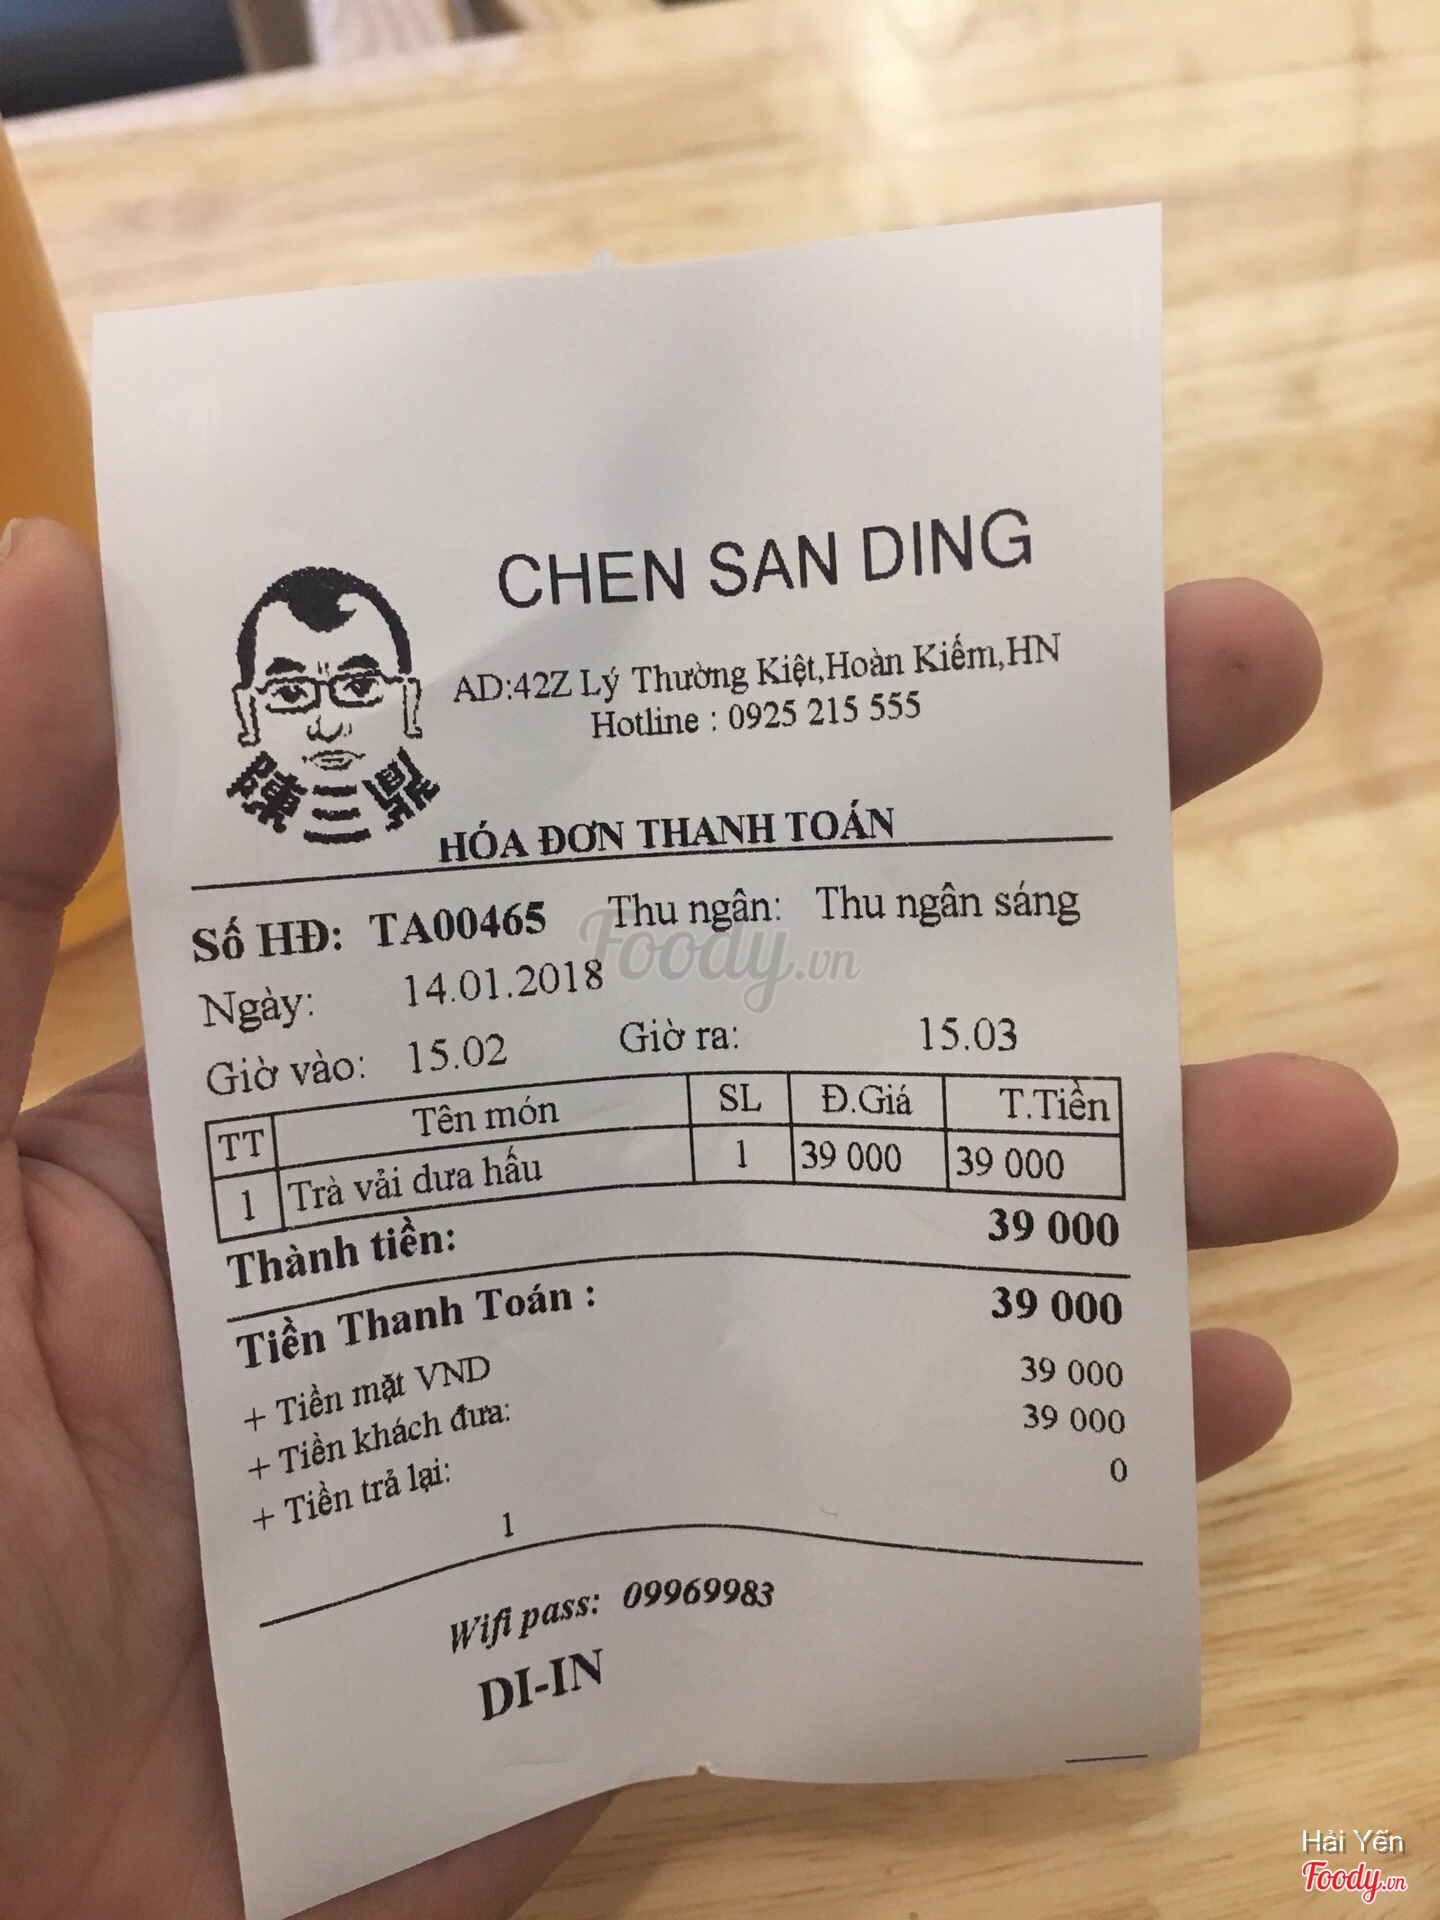 CHEN SAN DING
AD:42Z Lý Thường Kiệt,Hoàn Kiếm,HN
Hotline : 0925 215 555
陳三鼎
HÓA ĐƠN THANH TOÁN
Số HĐ: TA00465 Thu ngân: Thu ngân sáng
Ngày: 14.01.2018
Giờ vào: 15.02 Giờ ra: 15.03
TT Tên món SL Đ.Giá T.Tiền
1 Trà vải dưa hấu 1 39 000 39 000
Thành tiền: 39 000
Tiền Thanh Toán : 39 000
+ Tiền mặt VND 39 000
+ Tiền khách đưa: 39 000
+ Tiền trả lại: 0
1
Wifi pass: 09969983
DI-IN
Foody.vn
Hải Yến
Foody.vn